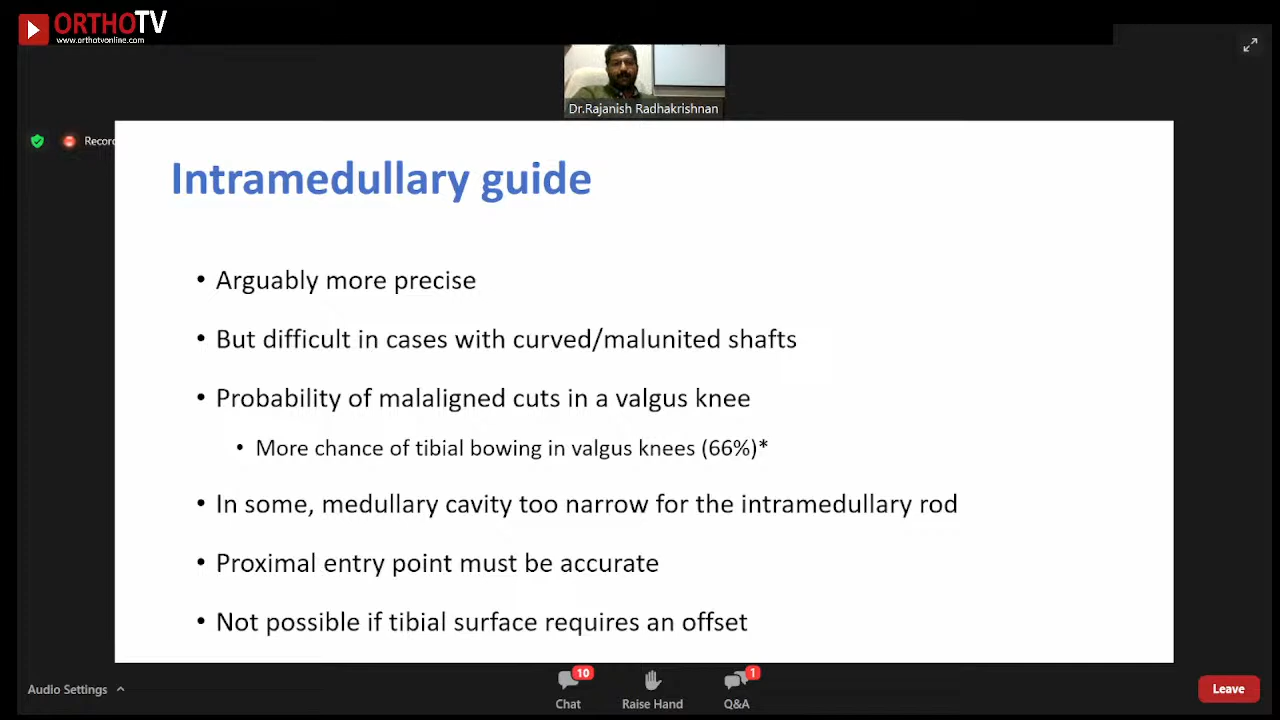 ORTHOTV
www.orthotvonline.com
Dr.Rajanish Radhakrishnan
Recor
Intramedullary guide
• Arguably more precise
• But difficult in cases with curved/malunited shafts
• Probability of malaligned cuts in a valgus knee
• More chance of tibial bowing in valgus knees (66%)*
• In some, medullary cavity too narrow for the intramedullary rod
• Proximal entry point must be accurate
• Not possible if tibial surface requires an offset
Audio Settings
10
Chat
Raise Hand
1
Q&A
Leave